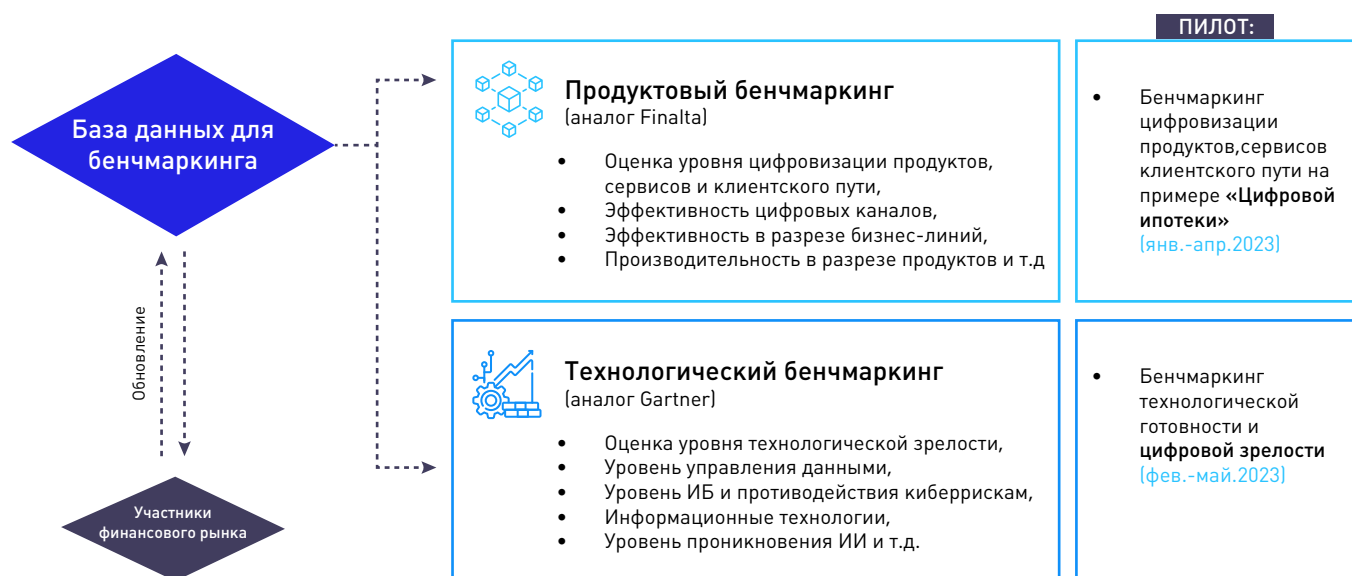 ПИЛОТ:
База данных для
бенчмаркинга
Обновление
Участники
финансового рынка
Продуктовый бенчмаркинг
(аналог Finalta)
• Оценка уровня цифровизации продуктов,
сервисов и клиентского пути,
• Эффективность цифровых каналов,
• Эффективность в разрезе бизнес-линий,
• Производительность в разрезе продуктов и т.д
• Бенчмаркинг
цифровизации
продуктов,сервисов
клиентского пути на
примере «Цифровой
ипотеки»
(янв.-апр.2023)
Технологический бенчмаркинг
(аналог Gartner)
• Оценка уровня технологической зрелости,
• Уровень управления данными,
• Уровень ИБ и противодействия киберрискам,
• Информационные технологии,
• Уровень проникновения ИИ и т.д.
• Бенчмаркинг
технологической
готовности и
цифровой зрелости
(фев.-май.2023)